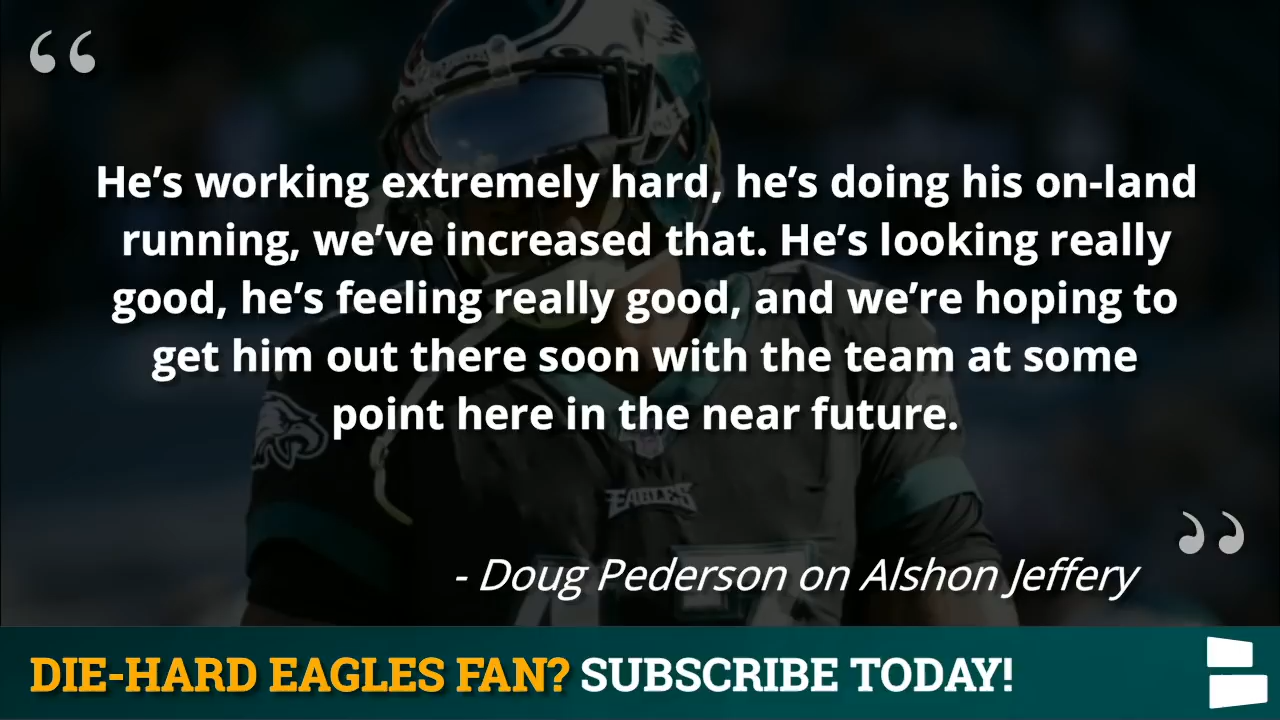 “
He’s working extremely hard, he’s doing his on-land
running, we’ve increased that. He’s looking really
good, he’s feeling really good, and we’re hoping to
get him out there soon with the team at some
point here in the near future.
EAGLES
”
- Doug Pederson on Alshon Jeffery
DIE-HARD EAGLES FAN? SUBSCRIBE TODAY!